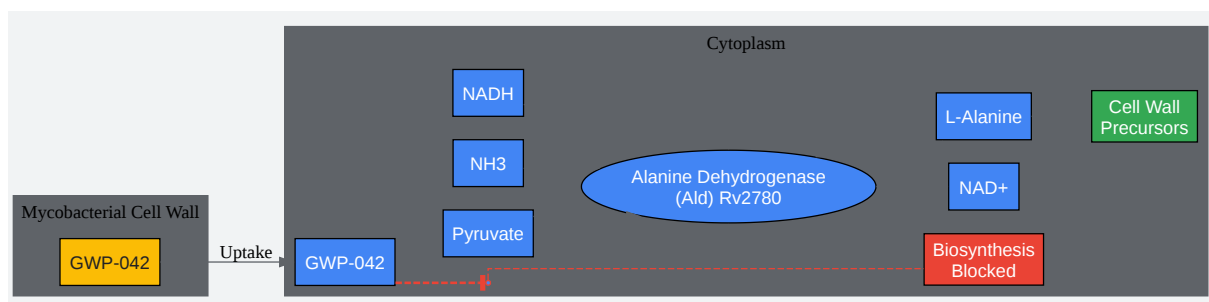 Cytoplasm
NADH
NH3
Pyruvate
Alanine Dehydrogenase
(Ald) Rv2780
L-Alanine
NAD+
Biosynthesis
Blocked
Cell Wall
Precursors
Mycobacterial Cell Wall
GWP-042
Uptake
GWP-042